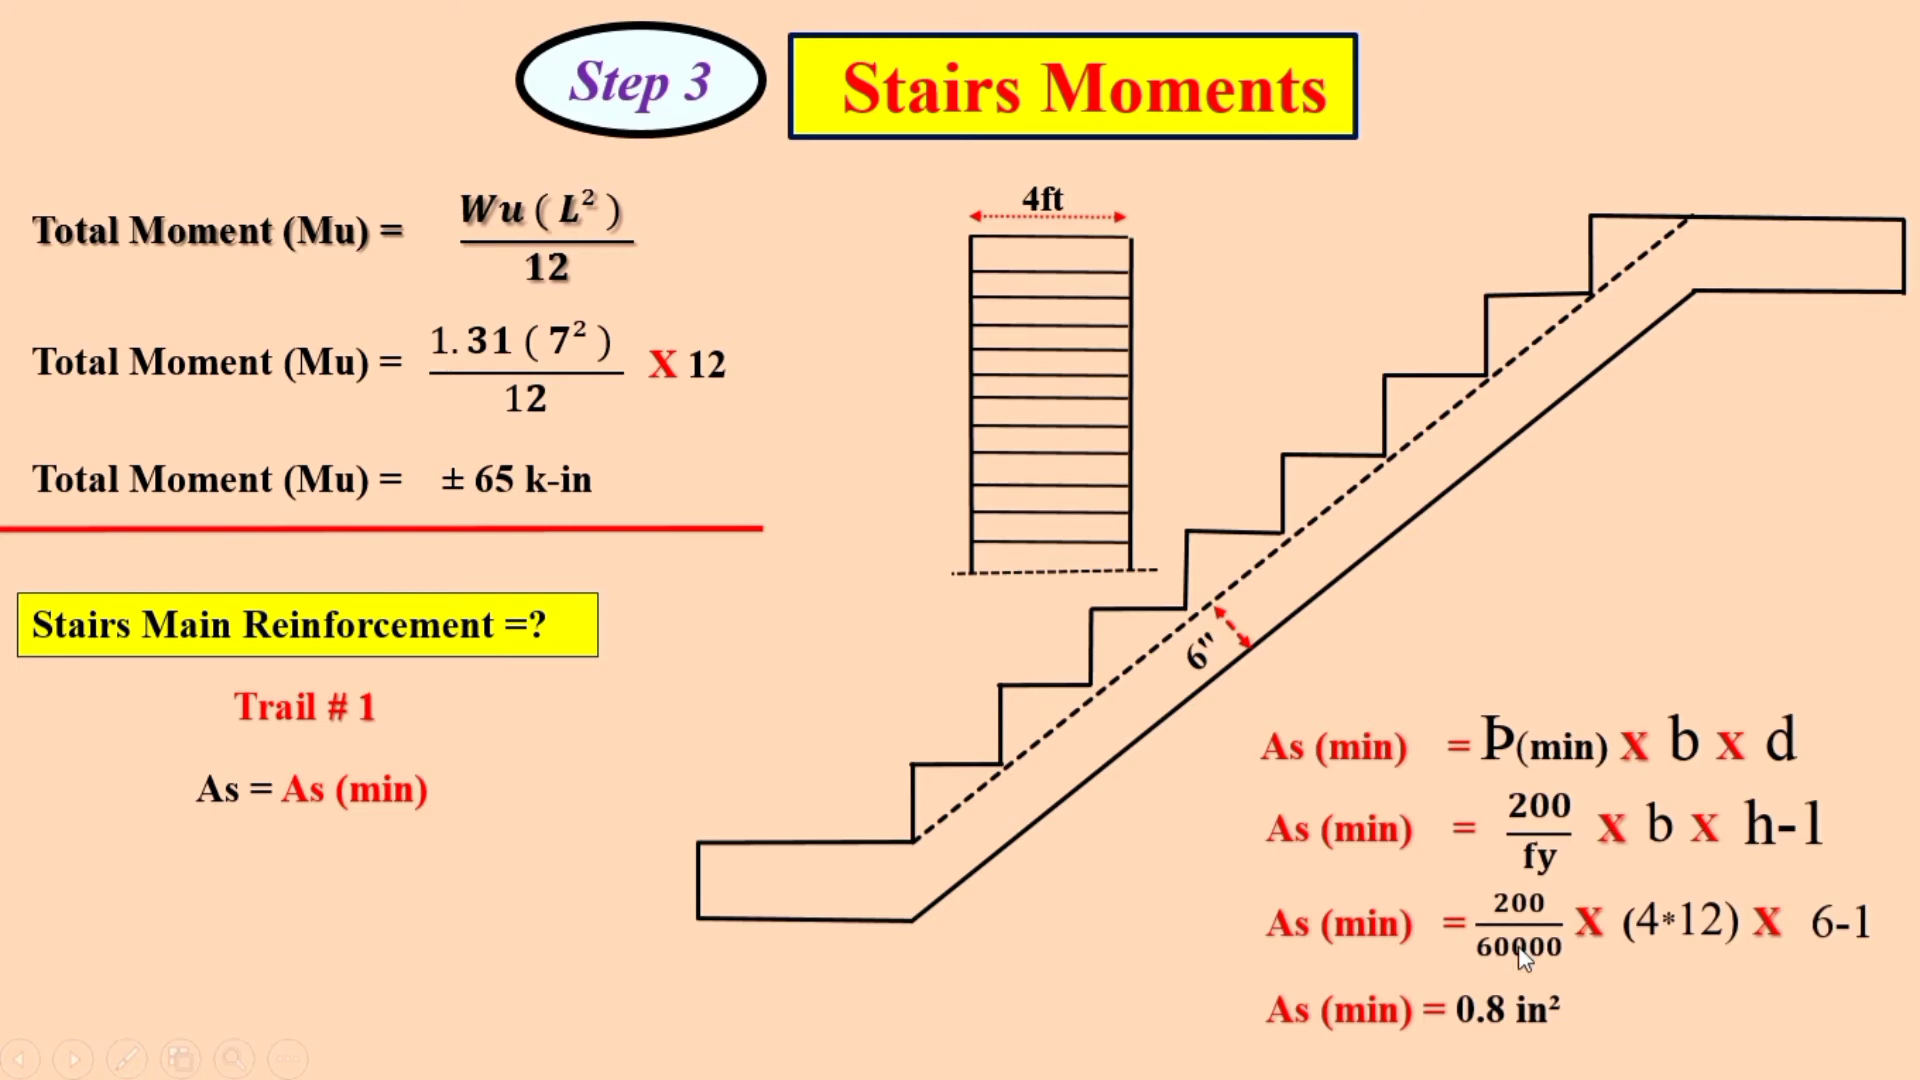 Step 3
Stairs Moments
Total Moment (Mu) = Wu ( L² )
12
Total Moment (Mu) = 1.31 ( 7² ) X 12
12
Total Moment (Mu) = ± 65 k-in
Stairs Main Reinforcement =?
Trail # 1
As = As (min)
4ft
6"
As (min) = Þ(min) X b X d
As (min) = 200 X b X h-1
fy
As (min) = 200 X (4*12) X 6-1
60000
As (min) = 0.8 in²